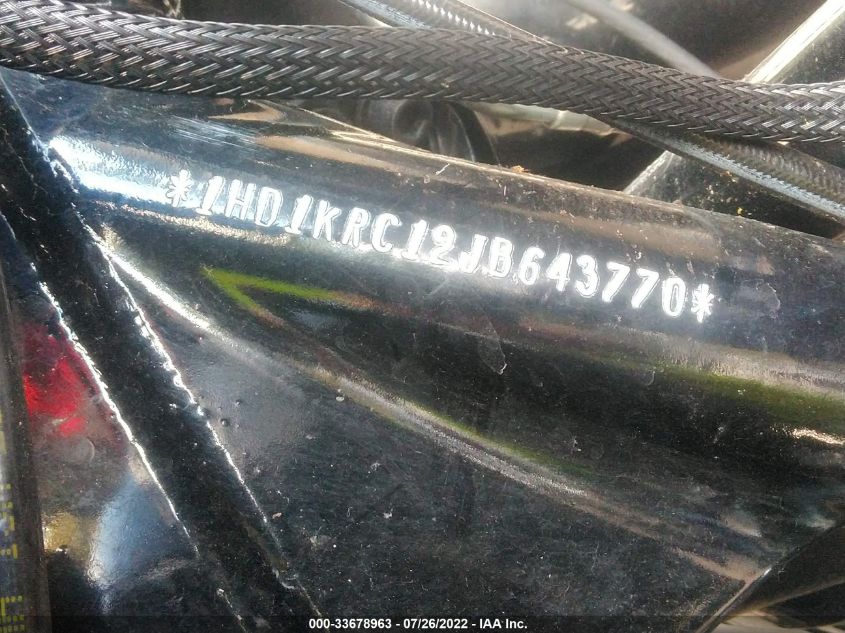 *1HD1KRC12JB643770*
000-33678963 / 07/26/2022 - IAA Inc.